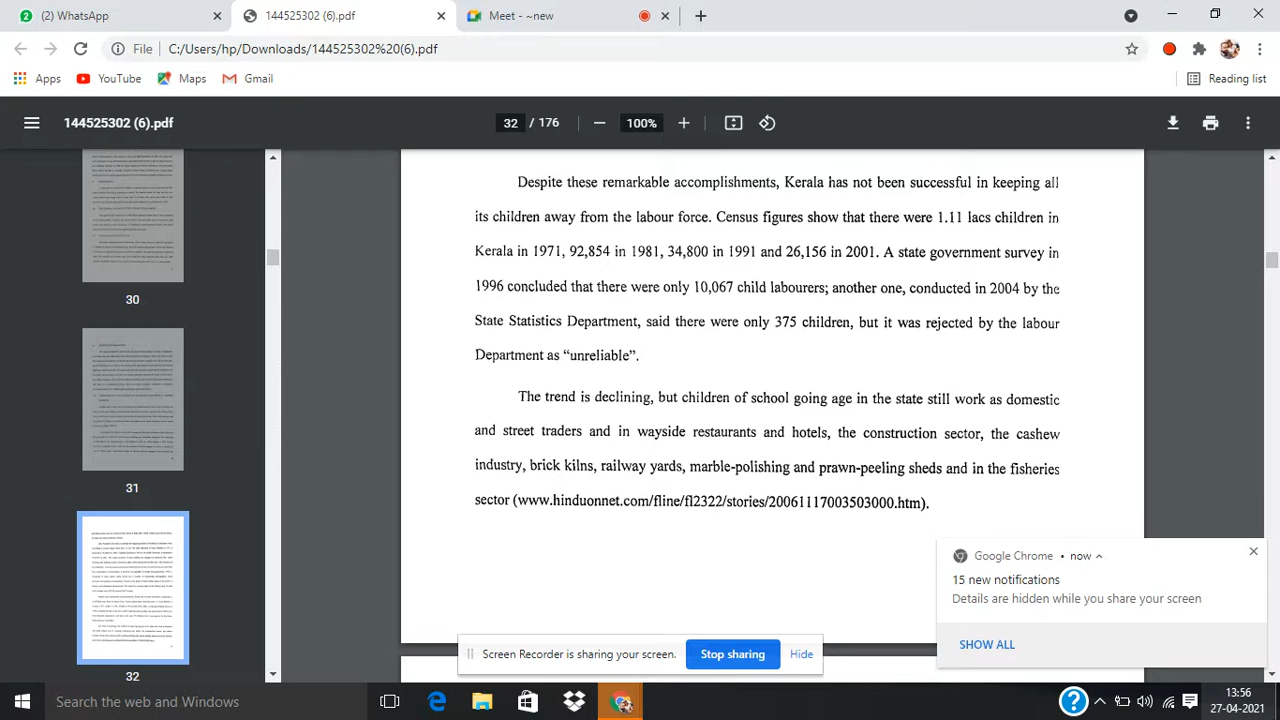 (2) WhatsApp
144525302 (6).pdf
Meet - ~new
File
C:/Users/hp/Downloads/144525302%20(6).pdf
Apps
YouTube
Maps
Gmail
Reading list
144525302 (6).pdf
32 / 176
100%
30
31
32
Despite these remarkable accomplishments, Kerala has not been successful in keeping all
its children away from the labour force. Census figures show that there were 1.11 lacs children in
Kerala in 1971, 92,854 in 1981, 34,800 in 1991 and 26,156 in 2001. A state government survey in
1996 concluded that there were only 10,067 child labourers; another one, conducted in 2004 by the
State Statistics Department, said there were only 375 children, but it was rejected by the labour
Department as “unreliable”.
The trend is declining, but children of school going age in the state still work as domestic
and street traders and in wayside restaurants and hotels, the construction sector, the cashew
industry, brick kilns, railway yards, marble-polishing and prawn-peeling sheds and in the fisheries
sector (www.hinduonnet.com/fline/fl2322/stories/20061117003503000.htm).
Google Chrome • now
15 new notifications
Details are hidden while you share your screen
SHOW ALL
Screen Recorder is sharing your screen.
Stop sharing
Hide
Search the web and Windows
13:56
27-04-2021